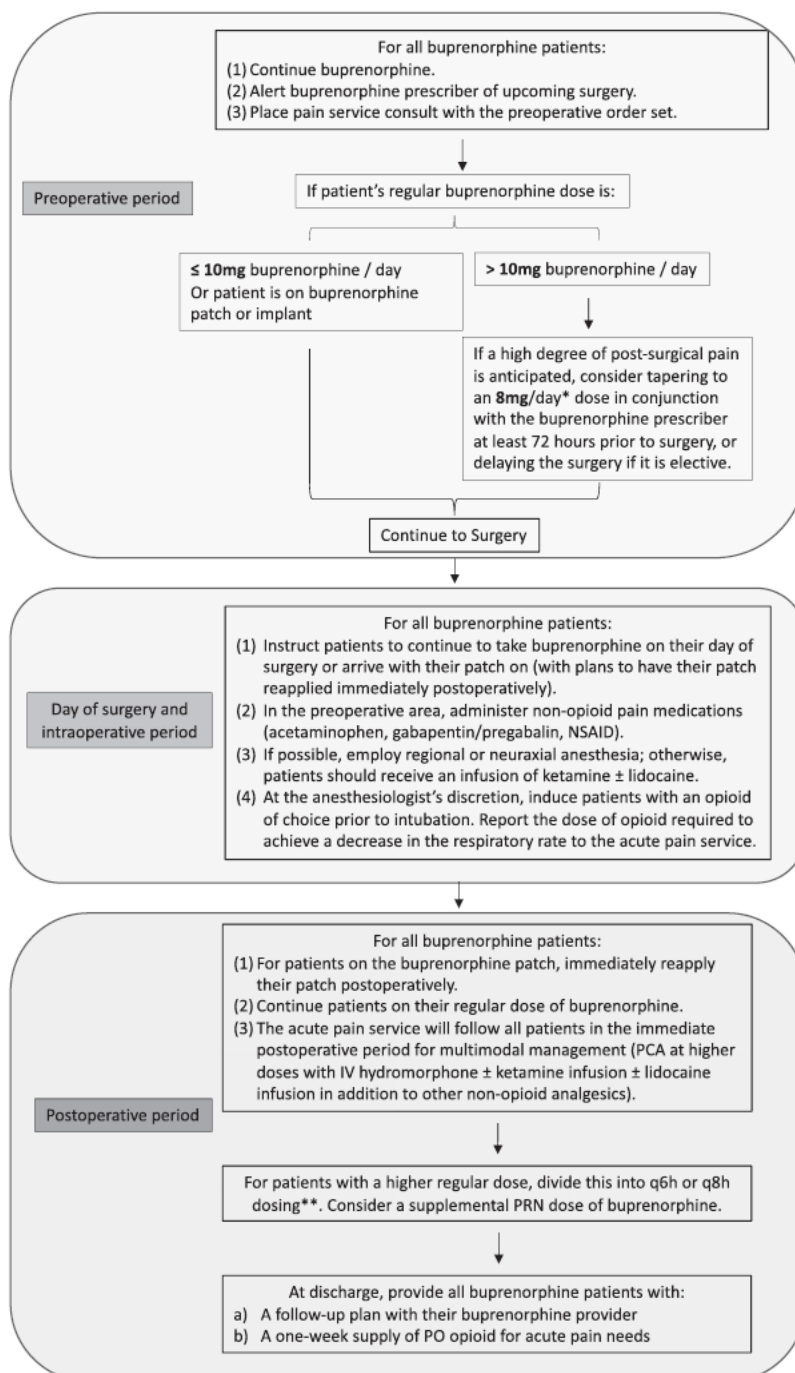 For all buprenorphine patients:
(1) Continue buprenorphine.
(2) Alert buprenorphine prescriber of upcoming surgery.
(3) Place pain service consult with the preoperative order set.
Preoperative period
If patient's regular buprenorphine dose is:
≤ 10mg buprenorphine / day
Or patient is on buprenorphine
patch or implant
> 10mg buprenorphine / day
If a high degree of post-surgical pain
is anticipated, consider tapering to
an 8mg/day* dose in conjunction
with the buprenorphine prescriber
at least 72 hours prior to surgery, or
delaying the surgery if it is elective.
Continue to Surgery
Day of surgery and
intraoperative period
For all buprenorphine patients:
(1) Instruct patients to continue to take buprenorphine on their day of
surgery or arrive with their patch on (with plans to have their patch
reapplied immediately postoperatively).
(2) In the preoperative area, administer non-opioid pain medications
(acetaminophen, gabapentin/pregabalin, NSAID).
(3) If possible, employ regional or neuraxial anesthesia; otherwise,
patients should receive an infusion of ketamine ± lidocaine.
(4) At the anesthesiologist's discretion, induce patients with an opioid
of choice prior to intubation. Report the dose of opioid required to
achieve a decrease in the respiratory rate to the acute pain service.
Postoperative period
For all buprenorphine patients:
(1) For patients on the buprenorphine patch, immediately reapply
their patch postoperatively.
(2) Continue patients on their regular dose of buprenorphine.
(3) The acute pain service will follow all patients in the immediate
postoperative period for multimodal management (PCA at higher
doses with IV hydromorphone ± ketamine infusion ± lidocaine
infusion in addition to other non-opioid analgesics).
For patients with a higher regular dose, divide this into q6h or q8h
dosing**. Consider a supplemental PRN dose of buprenorphine.
At discharge, provide all buprenorphine patients with:
a) A follow-up plan with their buprenorphine provider
b) A one-week supply of PO opioid for acute pain needs